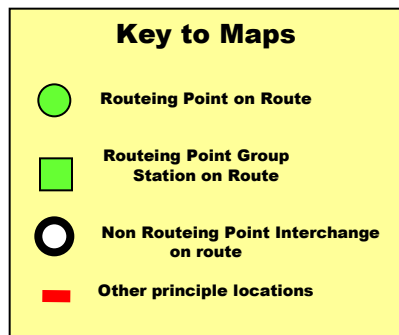 Key to Maps
Routeing Point on Route
Routeing Point Group
Station on Route
Non Routeing Point Interchange
on route
Other principle locations